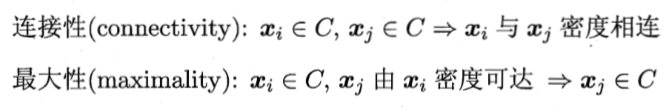 连接性(connectivity): xᵢ ∈ C, xⱼ ∈ C ⇒ xᵢ 与 xⱼ 密度相连
最大性(maximality): xᵢ ∈ C, xⱼ 由 xᵢ 密度可达 ⇒ xⱼ ∈ C